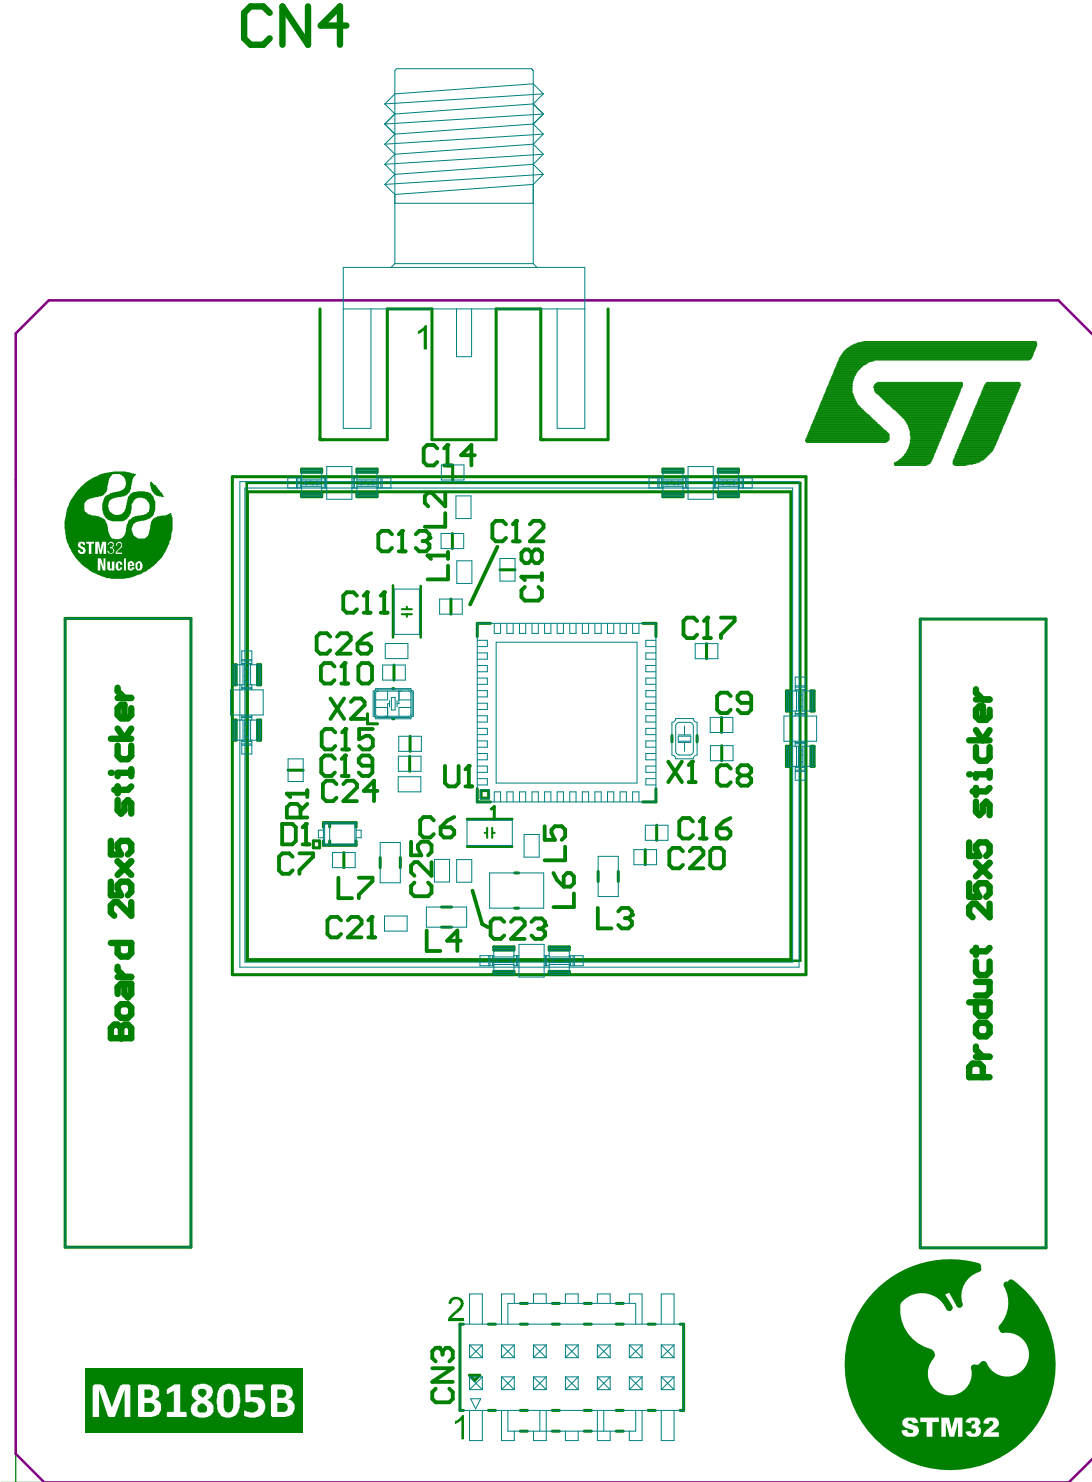 CN4
1
ST
C14
L2
C12
C13
L1
C18
STM32
Nucleo
C11
C17
C26
C10
X2
C9
C15
C19
U1
X1
C8
C24
R1
1
D1
C6
C16
L5
C7
C25
C20
L7
L6
L3
C21
C23
L4
Board 25x5 sticker
Product 25x5 sticker
2
CN3
1
MB1805B
STM32